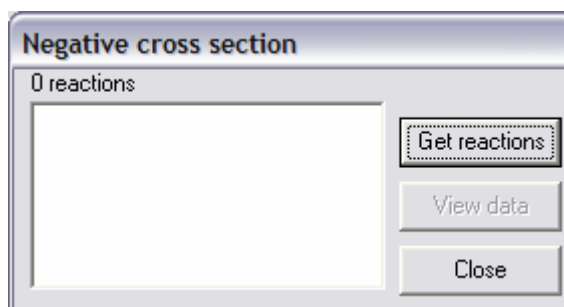 Negative cross section
0 reactions
Get reactions
View data
Close